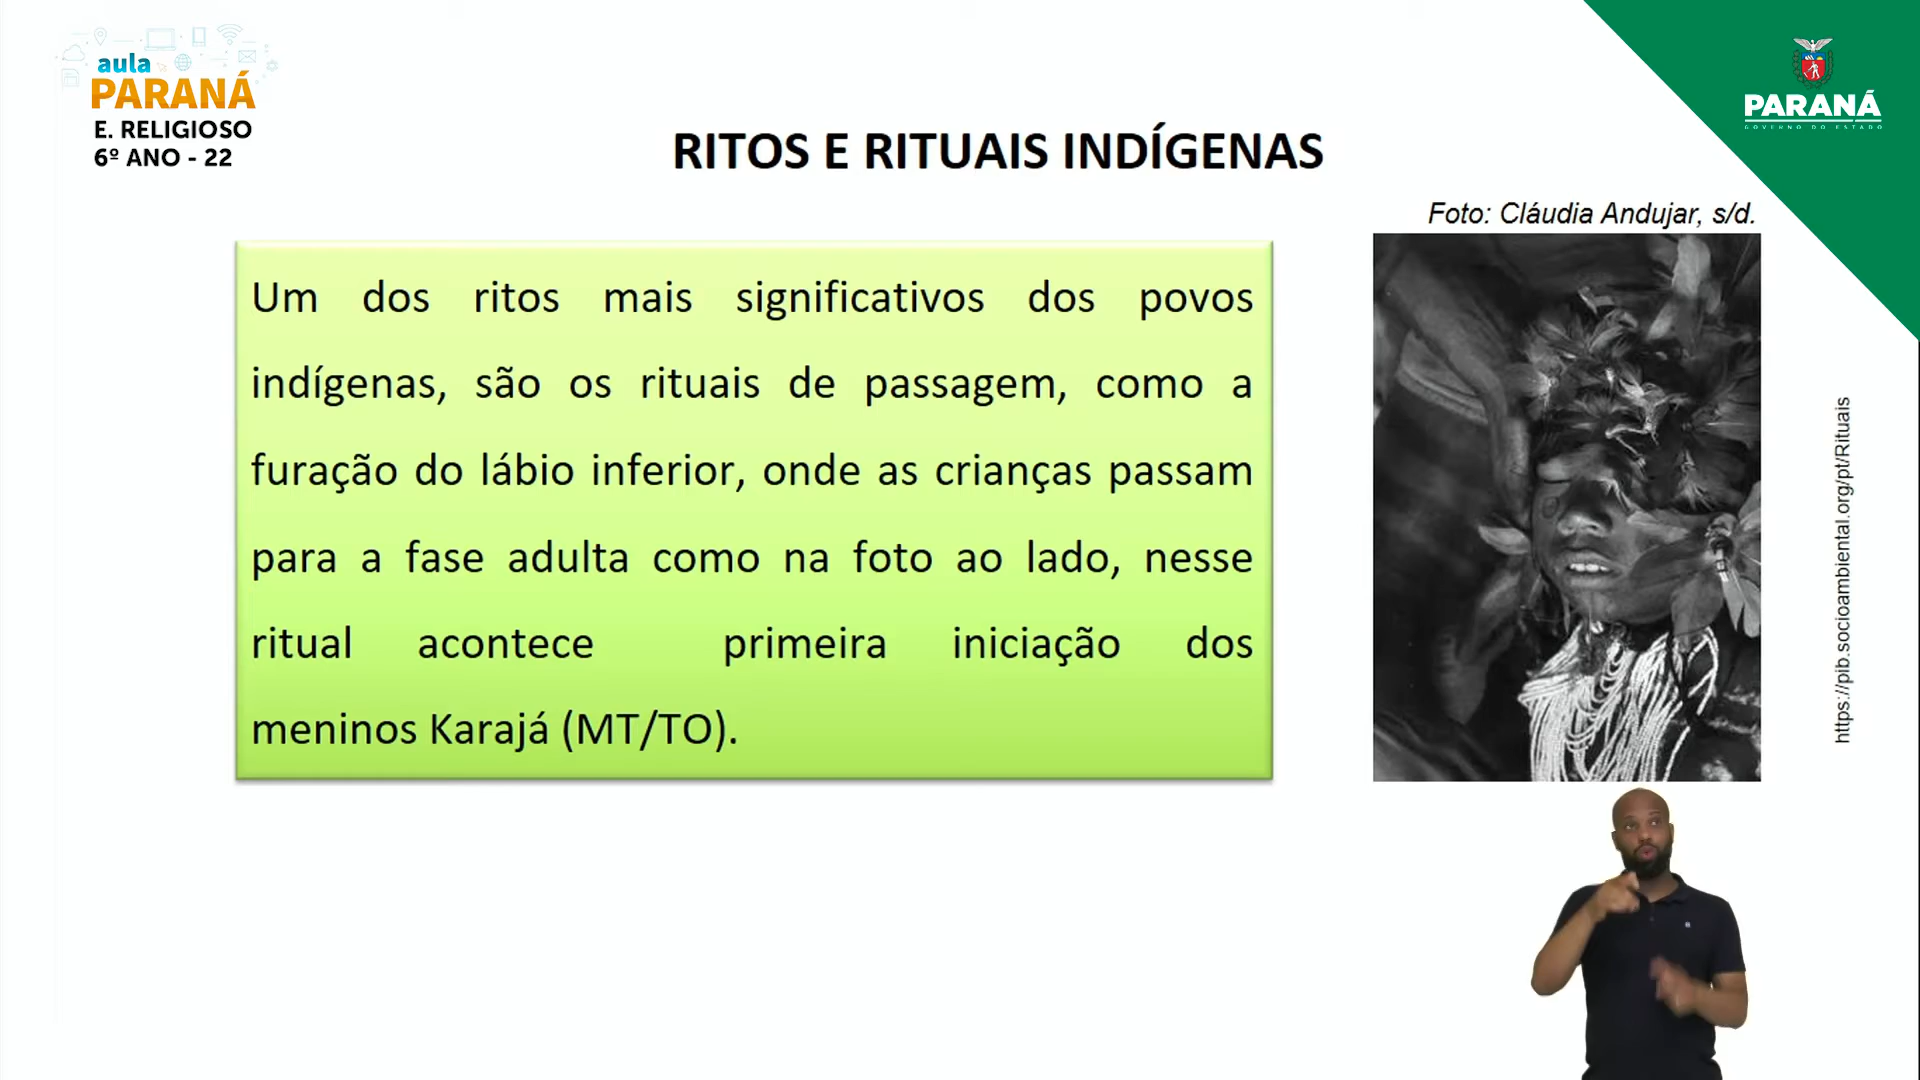 aula
PARANÁ
E. RELIGIOSO
6º ANO - 22
PARANÁ
GOVERNO DO ESTADO
RITOS E RITUAIS INDÍGENAS
Foto: Cláudia Andujar, s/d.
Um dos ritos mais significativos dos povos
indígenas, são os rituais de passagem, como a
furação do lábio inferior, onde as crianças passam
para a fase adulta como na foto ao lado, nesse
ritual acontece primeira iniciação dos
meninos Karajá (MT/TO).
https://pib.socioambiental.org/pt/Rituais